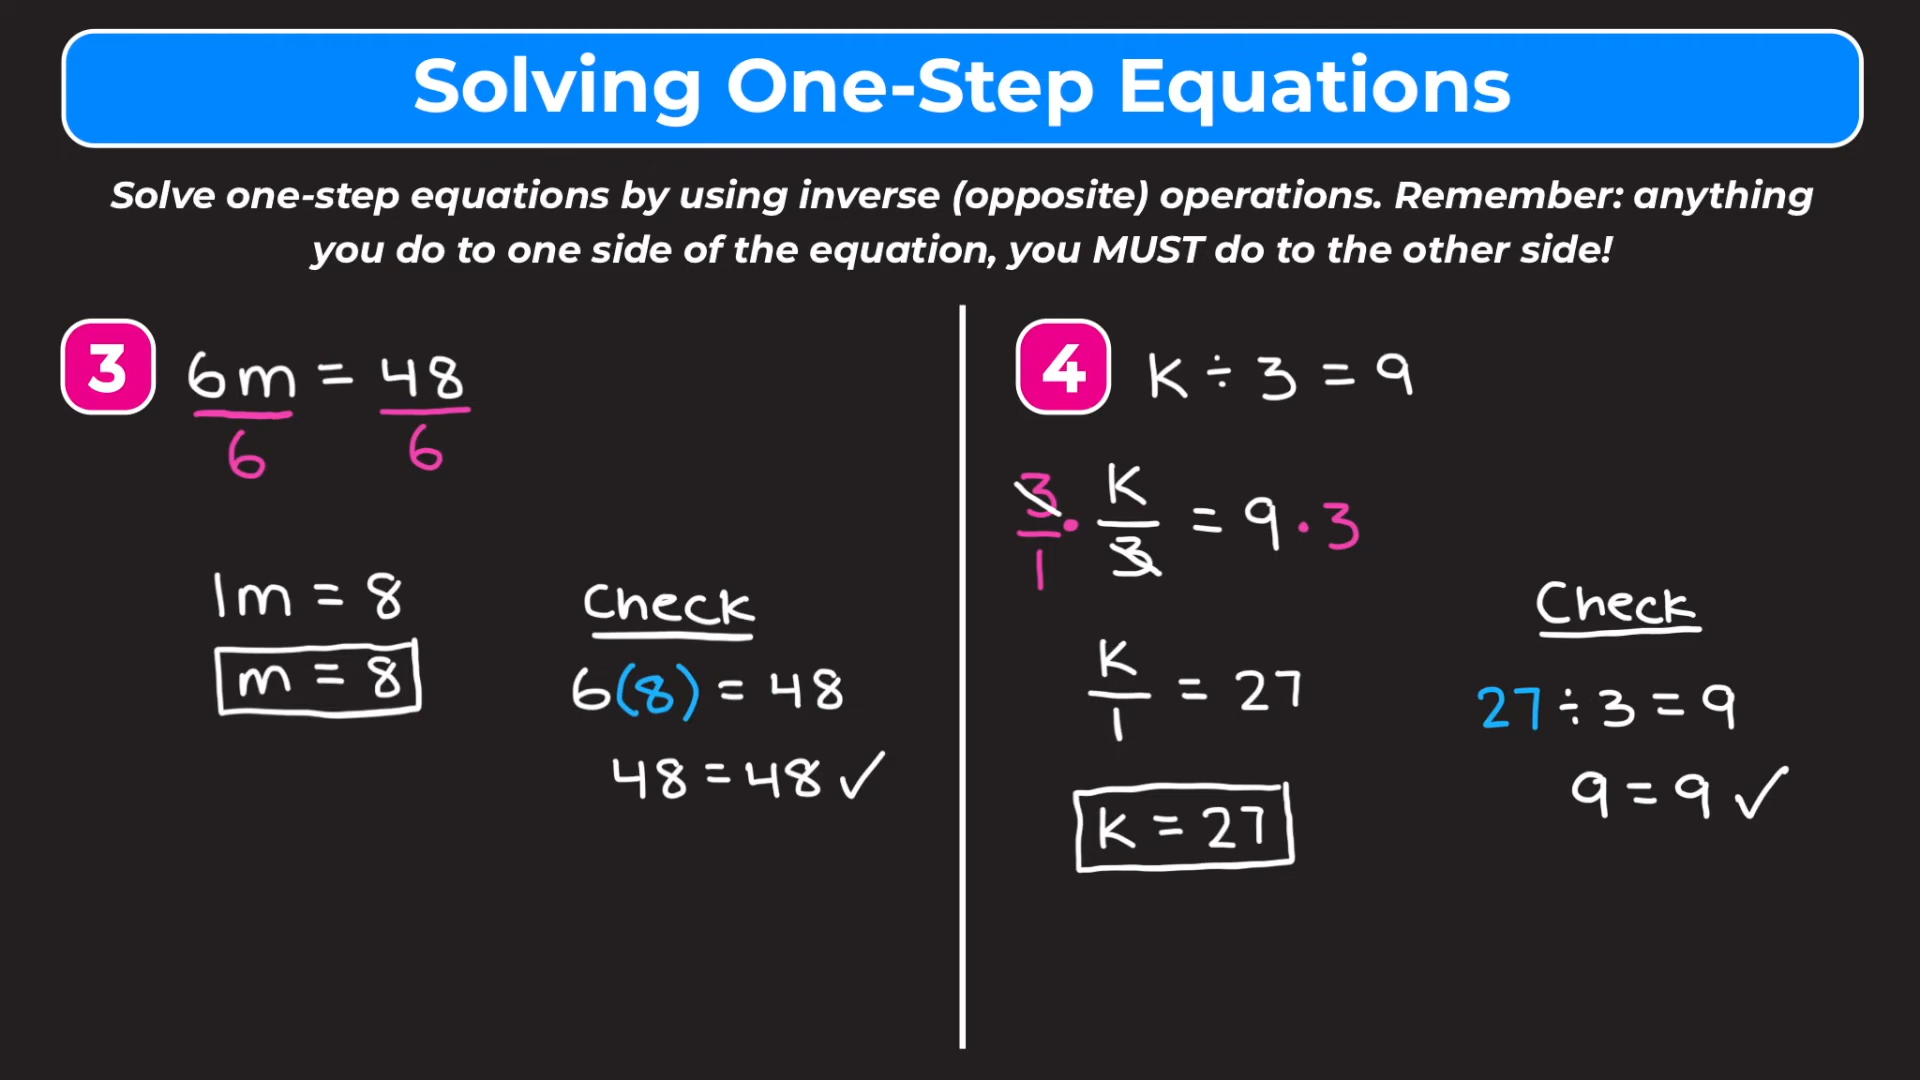 Solving One-Step Equations
Solve one-step equations by using inverse (opposite) operations. Remember: anything
you do to one side of the equation, you MUST do to the other side!
3
6m = 48
6 6
1m = 8
m = 8
Check
6(8) = 48
48 = 48 ✓
4
K ÷ 3 = 9
3/1 · K/3 = 9 · 3
K/1 = 27
K = 27
Check
27 ÷ 3 = 9
9 = 9 ✓